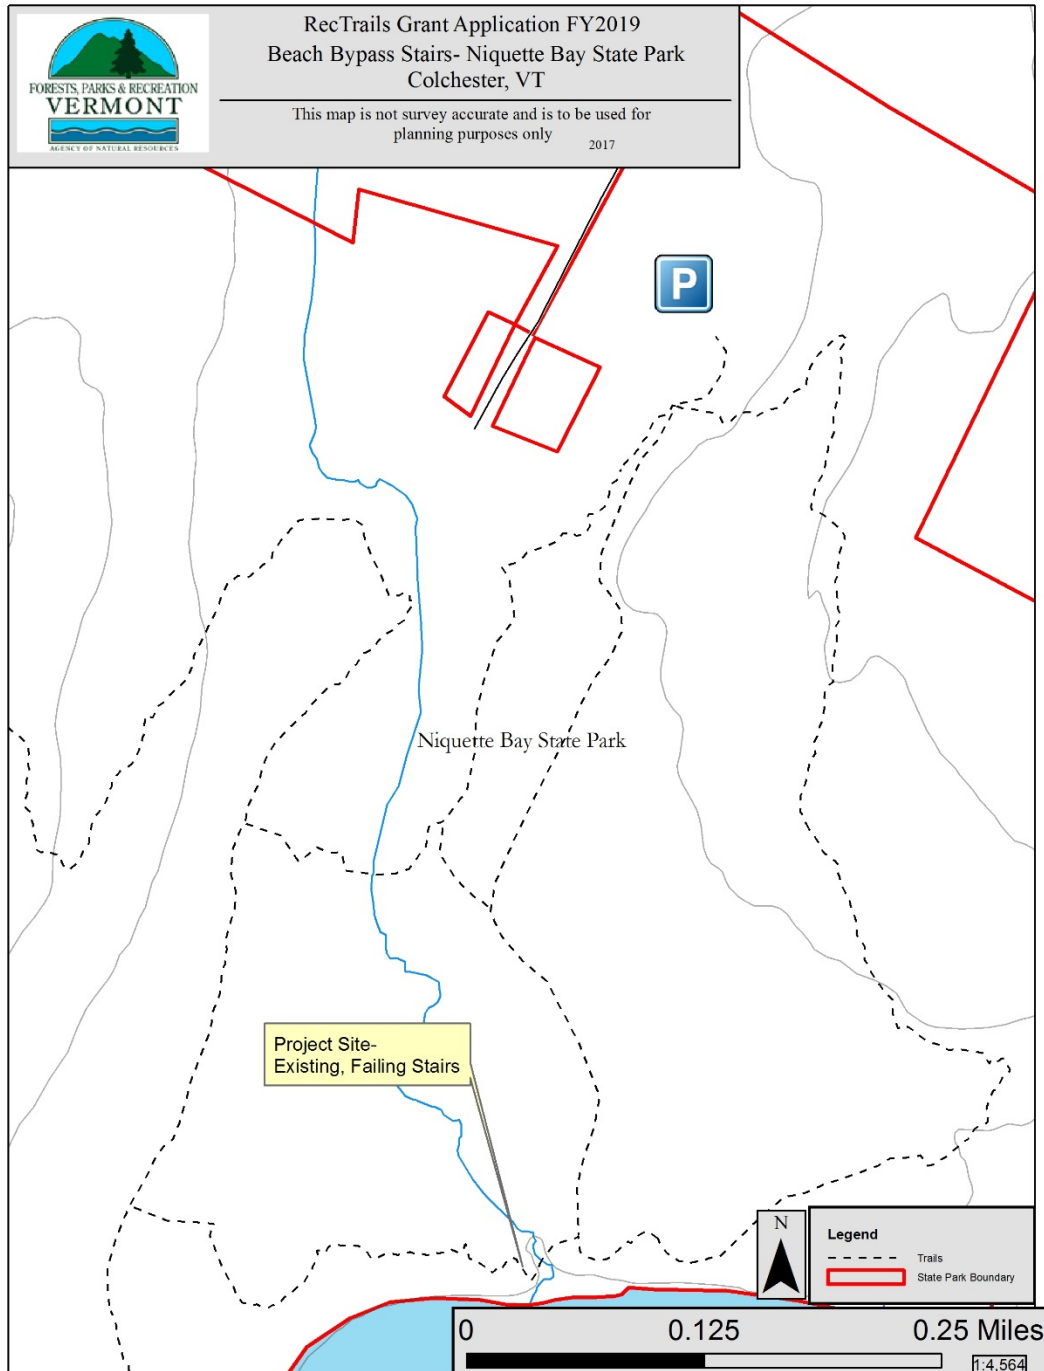 FORESTS, PARKS & RECREATION
VERMONT
AGENCY OF NATURAL RESOURCES
RecTrails Grant Application FY2019
Beach Bypass Stairs- Niquette Bay State Park
Colchester, VT
This map is not survey accurate and is to be used for
planning purposes only
2017
P
Niquette Bay State Park
Project Site-
Existing, Failing Stairs
N
Legend
Trails
State Park Boundary
0 0.125 0.25 Miles
1:4,564